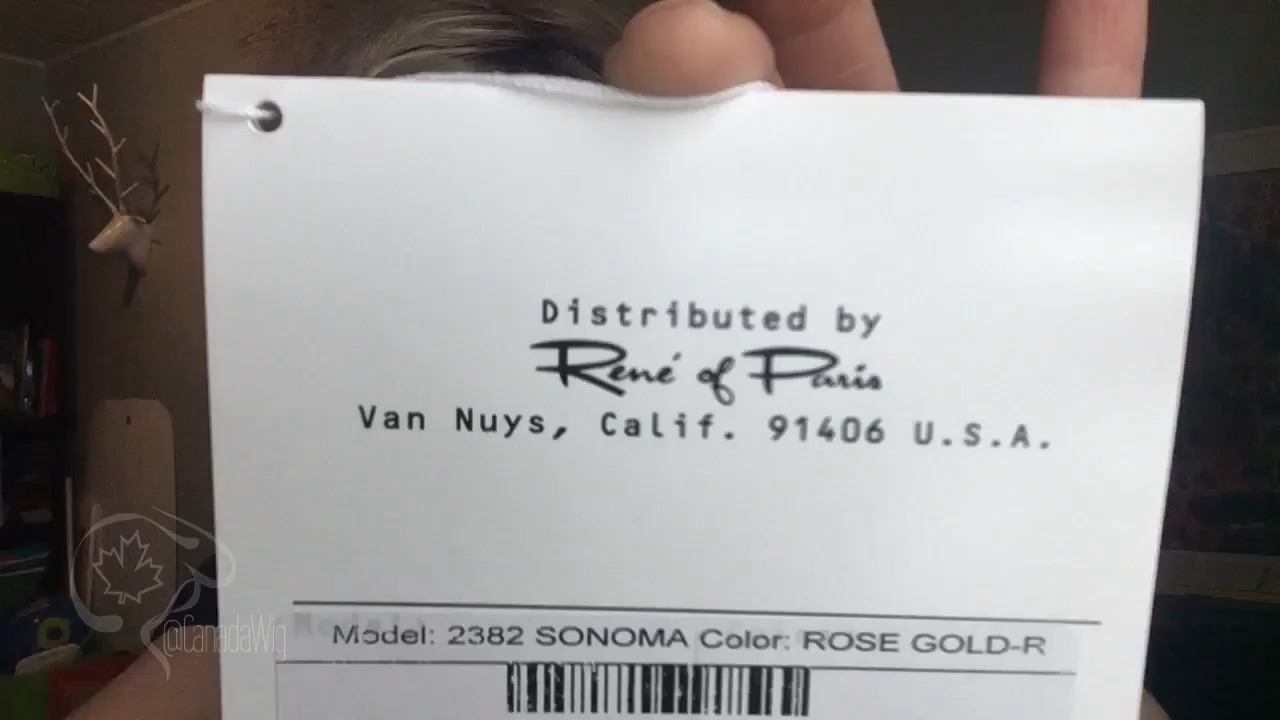 Distributed by
René of Paris
Van Nuys, Calif. 91406 U.S.A.
Model: 2382 SONOMA Color: ROSE GOLD-R
@CanadaWig